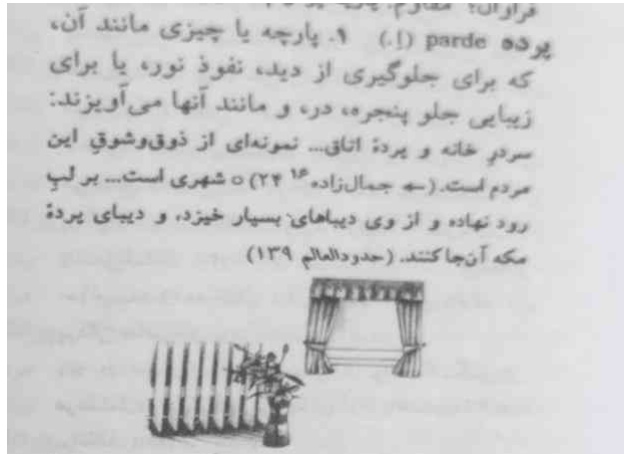 فراوان؛ مقاوم.
پرده parde (اِ.) ۱. پارچه یا چیزی مانند آن،
که برای جلوگیری از دید، نفوذ نور، یا برای
زیبایی جلو پنجره، در، و مانند آنها می‌آویزند:
سردرِ خانه و پردهٔ اتاق... نمونه‌ای از ذوق‌وشوقِ این
مردم است. (← جمال‌زاده ۱۶ ۲۴) ○ شهری است... بر لبِ
رود نهاده و از وی دیباهای بسیار خیزد، و دیبای پردهٔ
مکه آن‌جا کنند. (حدودالعالم ۱۳۹)